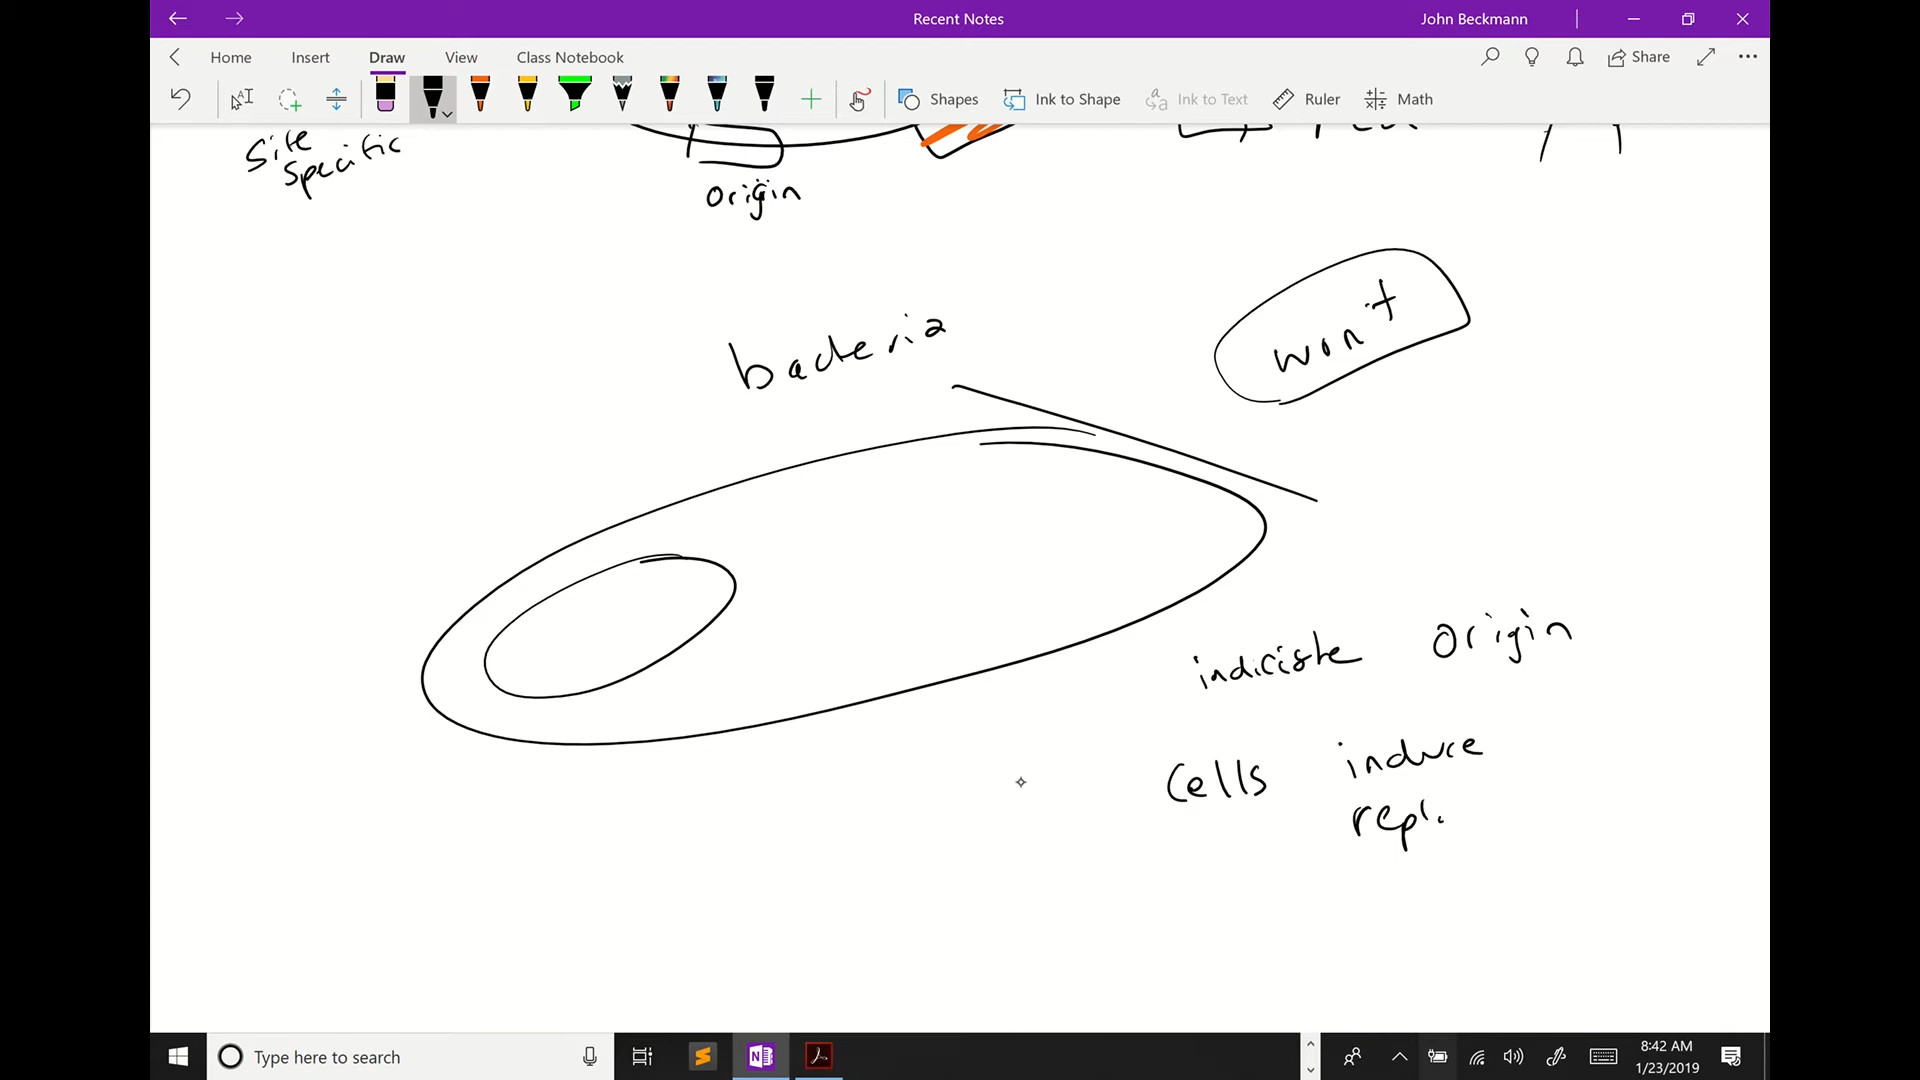 Recent Notes
John Beckmann
Home Insert Draw View Class Notebook
Share
Shapes Ink to Shape Ink to Text Ruler Math
Site
Specific
origin
bacteria
won't
origin
Cells induce
repl.
Type here to search
8:42 AM
1/23/2019